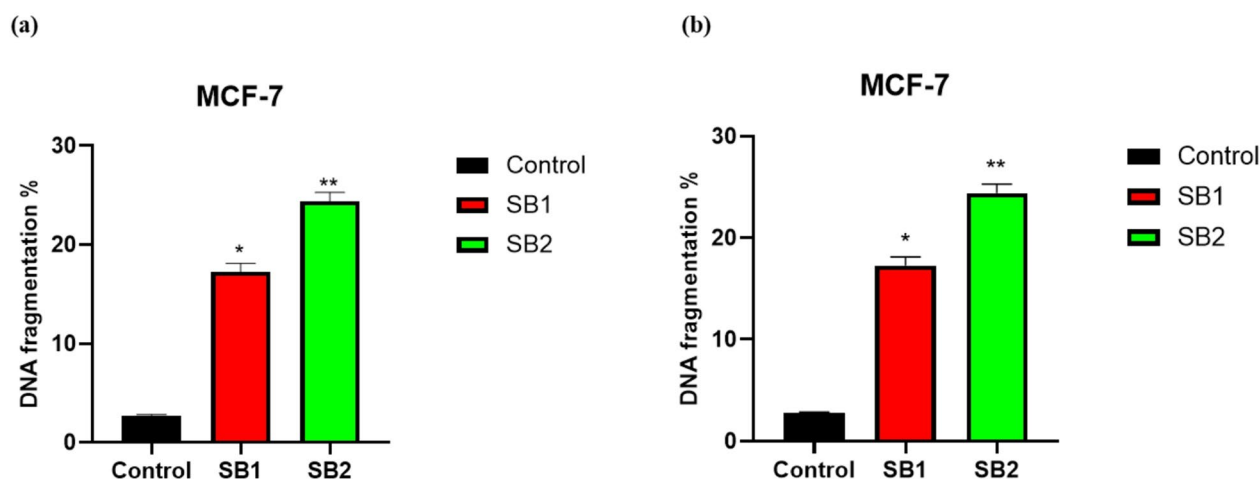 (a)
MCF-7
DNA fragmentation %
30
20
10
0
**
*
Control
SB1
SB2
Control
SB1
SB2
(b)
MCF-7
DNA fragmentation %
30
20
10
0
**
*
Control
SB1
SB2
Control
SB1
SB2